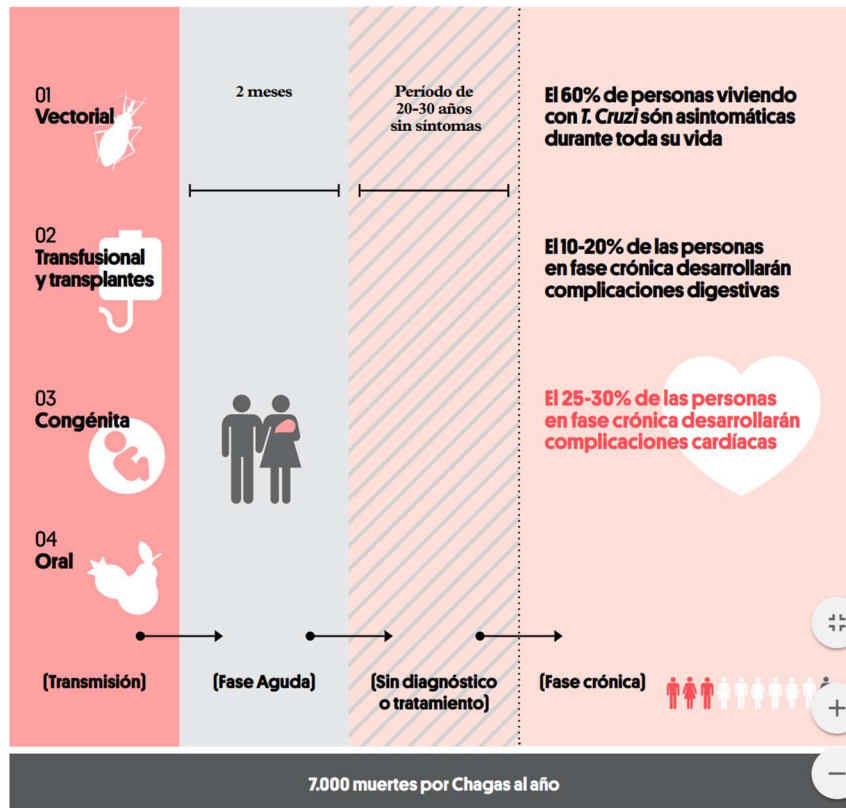 01
Vectorial
02
Transfusional
y transplantes
03
Congénita
04
Oral
(Transmisión)
2 meses
(Fase Aguda)
Período de
20-30 años
sin síntomas
(Sin diagnóstico
o tratamiento)
El 60% de personas viviendo
con T. Cruzi són asintomáticas
durante toda su vida
El 10-20% de las personas
en fase crónica desarrollarán
complicaciones digestivas
El 25-30% de las personas
en fase crónica desarrollarán
complicaciones cardíacas
(Fase crónica)
7.000 muertes por Chagas al año